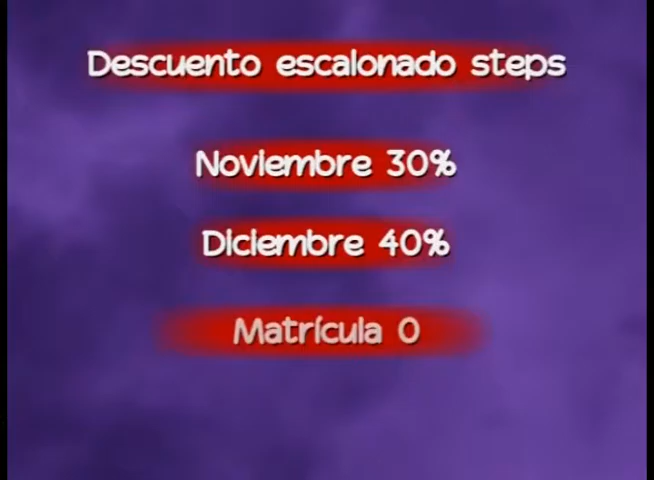 Descuento escalonado steps
Noviembre 30%
Diciembre 40%
Matrícula 0